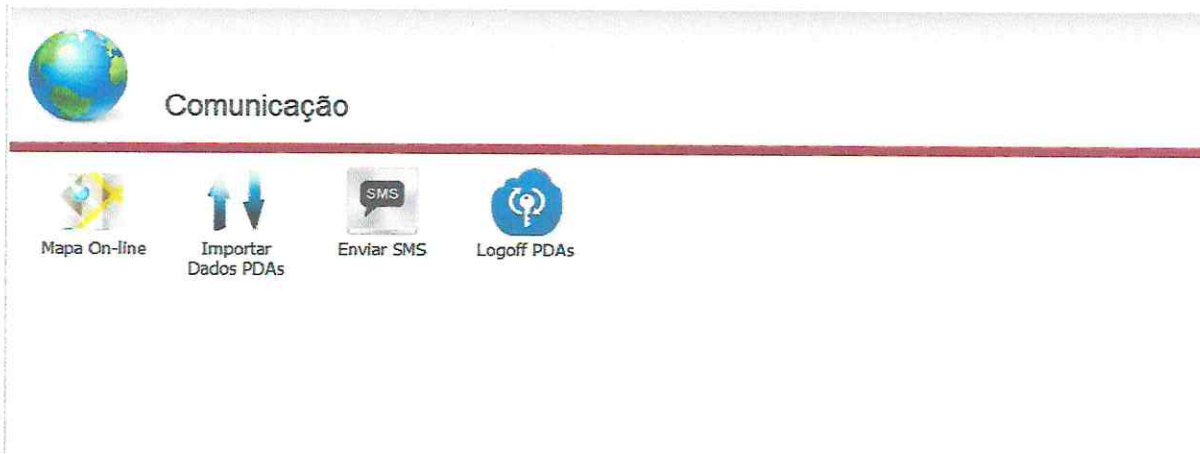 Comunicação
Mapa On-line
Importar
Dados PDAs
SMS
Enviar SMS
Logoff PDAs